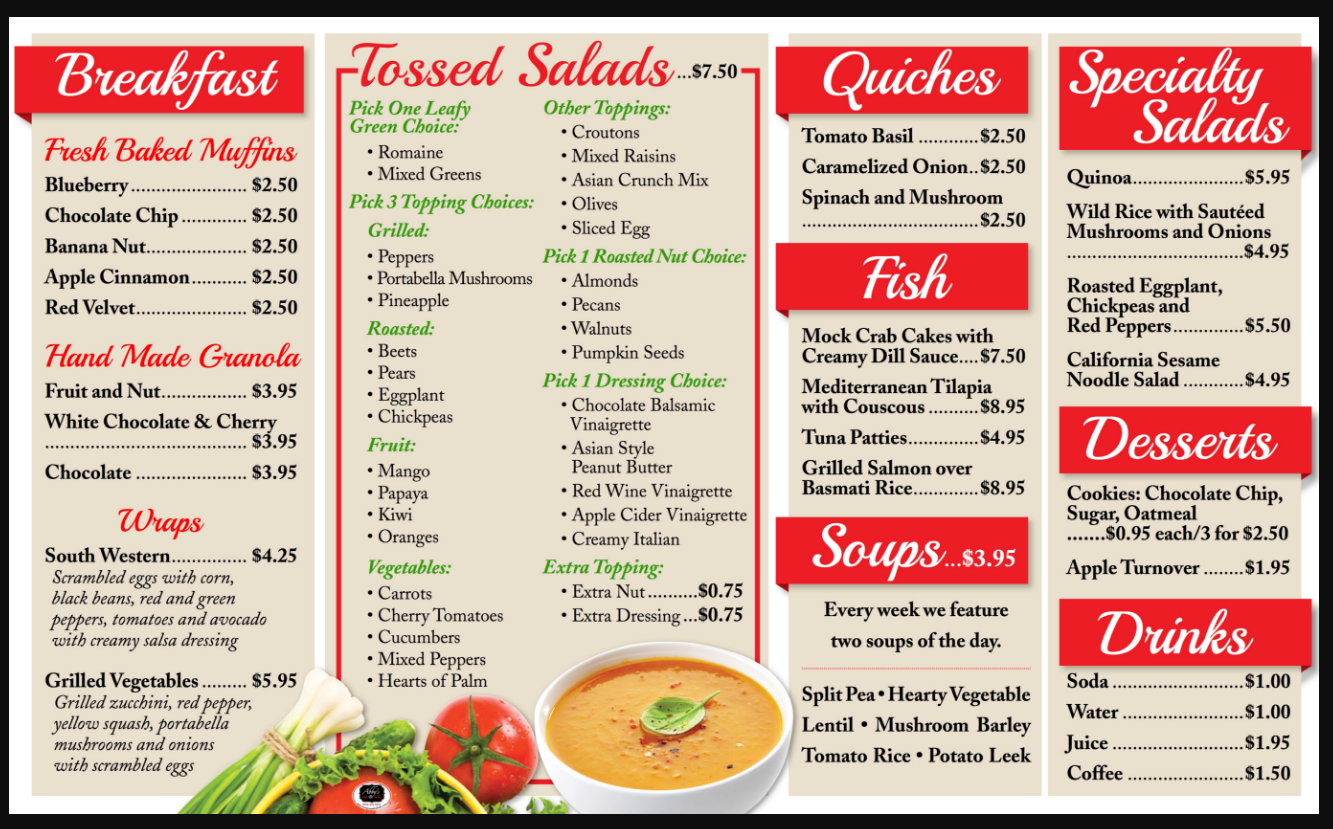 Breakfast
Fresh Baked Muffins
Blueberry....................... $2.50
Chocolate Chip ............. $2.50
Banana Nut.................... $2.50
Apple Cinnamon........... $2.50
Red Velvet...................... $2.50
Hand Made Granola
Fruit and Nut................. $3.95
White Chocolate & Cherry
........................................ $3.95
Chocolate ...................... $3.95
Wraps
South Western............... $4.25
Scrambled eggs with corn,
black beans, red and green
peppers, tomatoes and avocado
with creamy salsa dressing
Grilled Vegetables ......... $5.95
Grilled zucchini, red pepper,
yellow squash, portabella
mushrooms and onions
with scrambled eggs
Tossed Salads...$7.50
Pick One Leafy
Green Choice:
• Romaine
• Mixed Greens
Pick 3 Topping Choices:
Grilled:
• Peppers
• Portabella Mushrooms
• Pineapple
Roasted:
• Beets
• Pears
• Eggplant
• Chickpeas
Fruit:
• Mango
• Papaya
• Kiwi
• Oranges
Vegetables:
• Carrots
• Cherry Tomatoes
• Cucumbers
• Mixed Peppers
• Hearts of Palm
Other Toppings:
• Croutons
• Mixed Raisins
• Asian Crunch Mix
• Olives
• Sliced Egg
Pick 1 Roasted Nut Choice:
• Almonds
• Pecans
• Walnuts
• Pumpkin Seeds
Pick 1 Dressing Choice:
• Chocolate Balsamic
Vinaigrette
• Asian Style
Peanut Butter
• Red Wine Vinaigrette
• Apple Cider Vinaigrette
• Creamy Italian
Extra Topping:
• Extra Nut ..........$0.75
• Extra Dressing ...$0.75
Quiches
Tomato Basil ............$2.50
Caramelized Onion..$2.50
Spinach and Mushroom
...................................$2.50
Fish
Mock Crab Cakes with
Creamy Dill Sauce....$7.50
Mediterranean Tilapia
with Couscous ..........$8.95
Tuna Patties..............$4.95
Grilled Salmon over
Basmati Rice.............$8.95
Soups...$3.95
Every week we feature
two soups of the day.
Split Pea • Hearty Vegetable
Lentil • Mushroom Barley
Tomato Rice • Potato Leek
Specialty
Salads
Quinoa......................$5.95
Wild Rice with Sautéed
Mushrooms and Onions
...................................$4.95
Roasted Eggplant,
Chickpeas and
Red Peppers..............$5.50
California Sesame
Noodle Salad ............$4.95
Desserts
Cookies: Chocolate Chip,
Sugar, Oatmeal
.......$0.95 each/3 for $2.50
Apple Turnover ........$1.95
Drinks
Soda ..........................$1.00
Water ........................$1.00
Juice ..........................$1.95
Coffee .......................$1.50